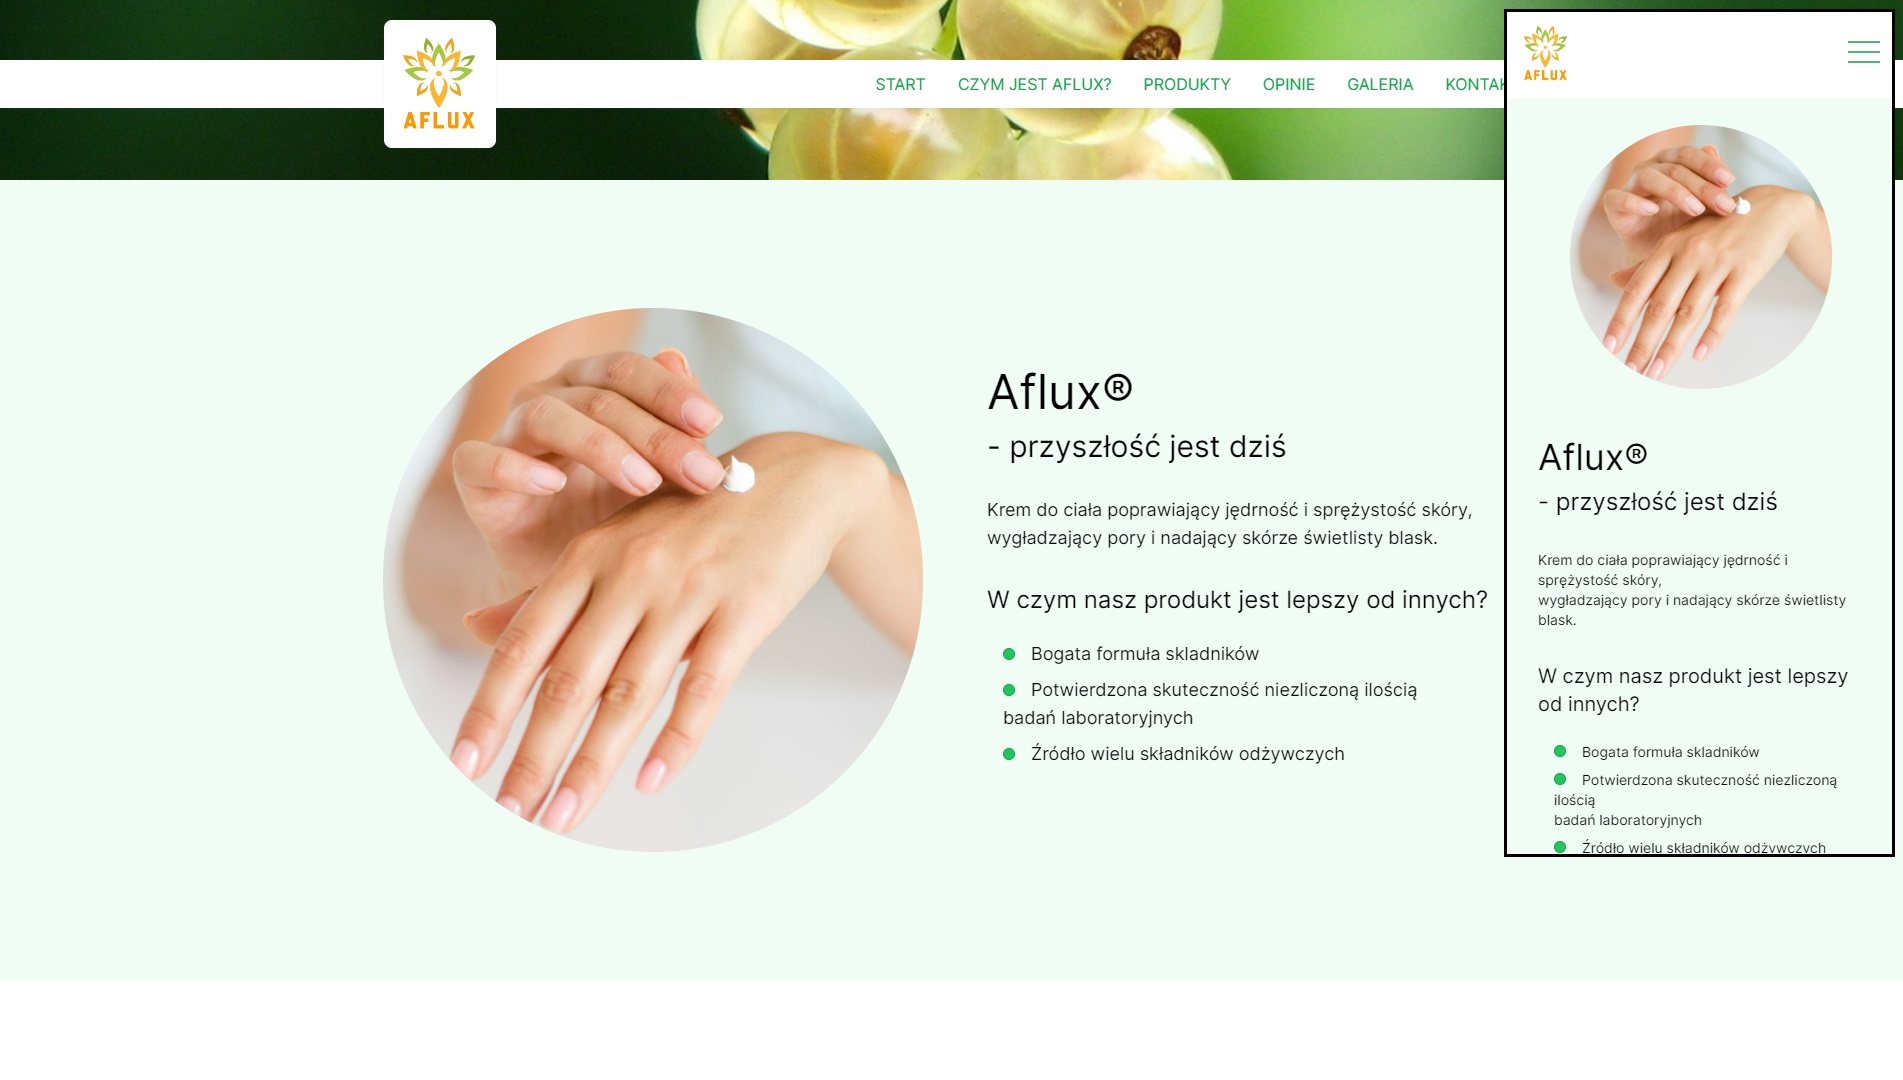 AFLUX
START CZYM JEST AFLUX? PRODUKTY OPINIE GALERIA KONTAK
Aflux®
- przyszłość jest dziś
Krem do ciała poprawiający jędrność i sprężystość skóry,
wygładzający pory i nadający skórze świetlisty blask.
W czym nasz produkt jest lepszy od innych?
Bogata formuła skladników
Potwierdzona skuteczność niezliczoną ilością
badań laboratoryjnych
Źródło wielu składników odżywczych
AFLUX
Aflux®
- przyszłość jest dziś
Krem do ciała poprawiający jędrność i
sprężystość skóry,
wygładzający pory i nadający skórze świetlisty
blask.
W czym nasz produkt jest lepszy
od innych?
Bogata formuła skladników
Potwierdzona skuteczność niezliczoną
ilością
badań laboratoryjnych
Źródło wielu składników odżywczych